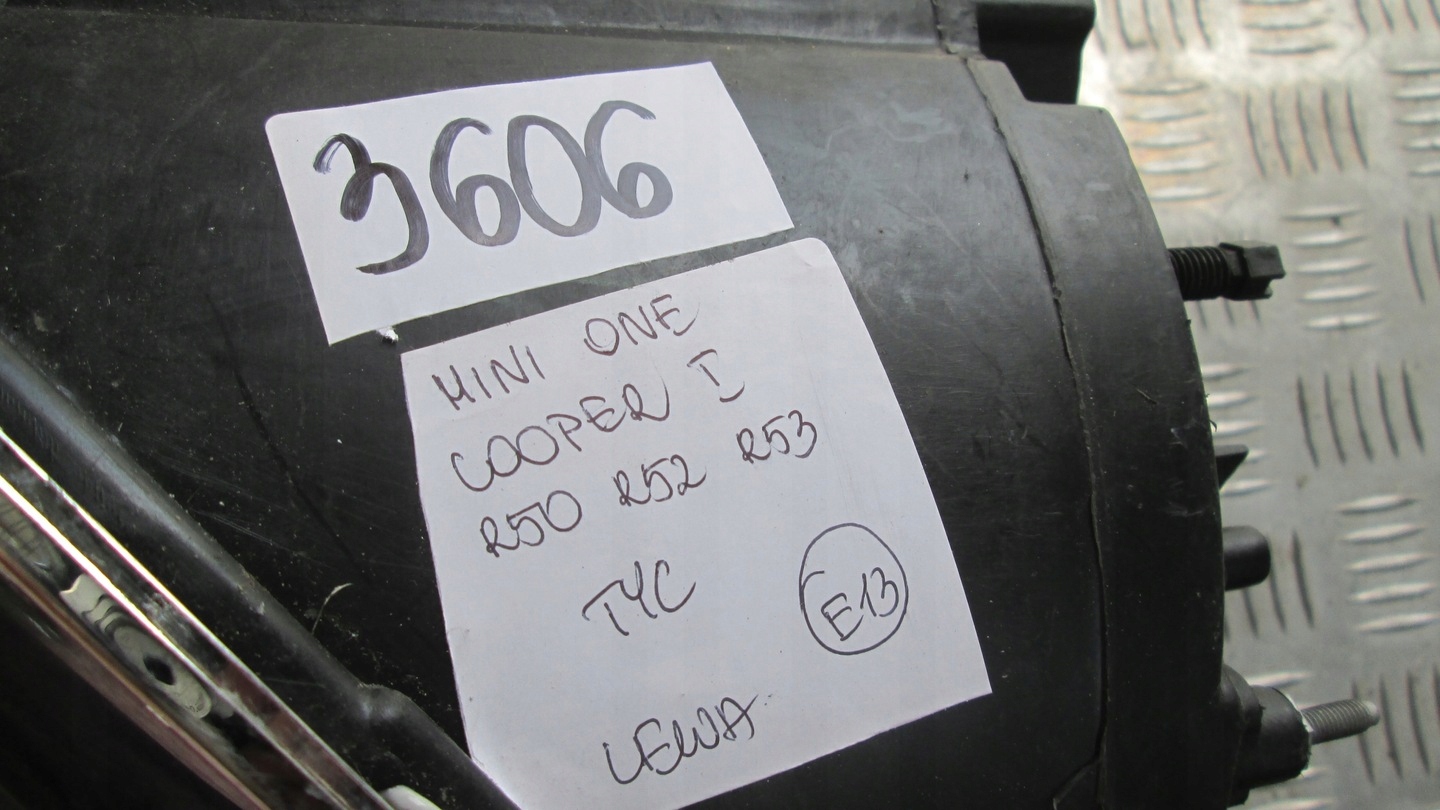 3606
MINI ONE
COOPER I
R50 R52 R53
TYC
E13
LEWA